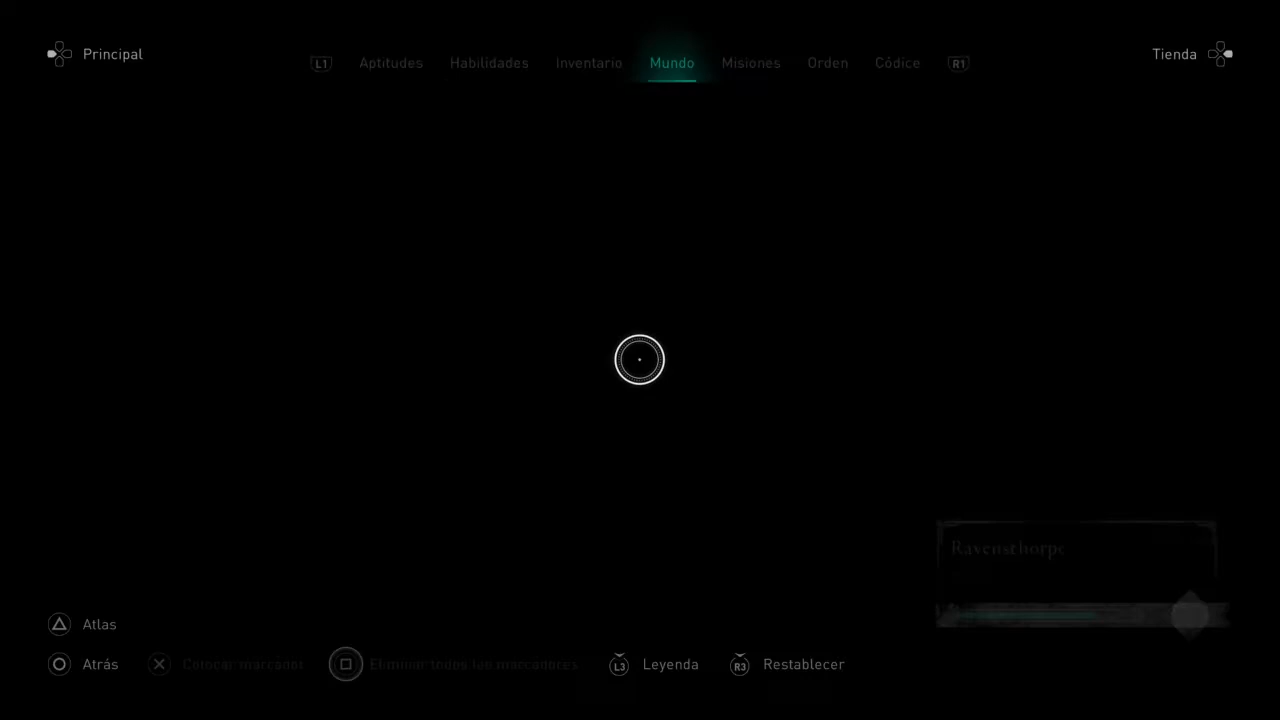 Principal
L1 Aptitudes Habilidades Inventario Mundo Misiones Orden Códice R1
Tienda
Ravensthorpe
Atlas
Atrás Colocar marcador Eliminar todos los marcadores L3 Leyenda R3 Restablecer